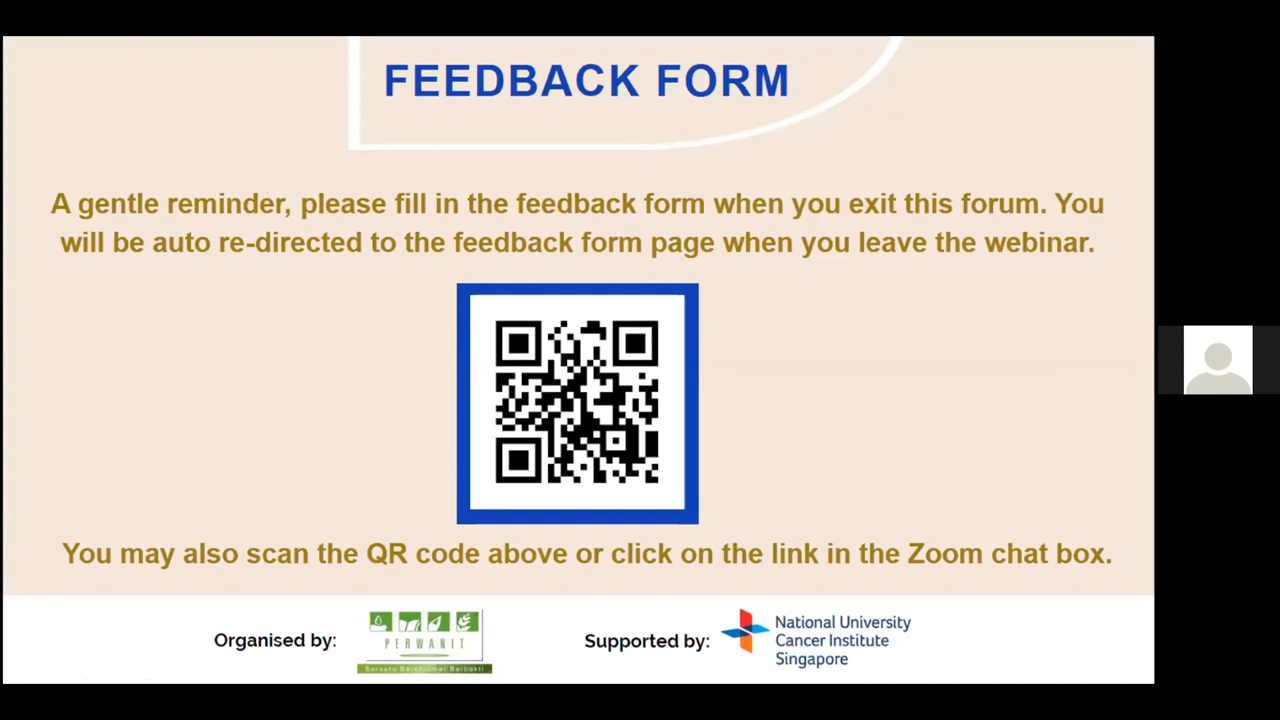 FEEDBACK FORM
A gentle reminder, please fill in the feedback form when you exit this forum. You
will be auto re-directed to the feedback form page when you leave the webinar.
You may also scan the QR code above or click on the link in the Zoom chat box.
Organised by:
PERWANIT
Bersatu Berkhidmat Berbakti
Supported by:
National University
Cancer Institute
Singapore